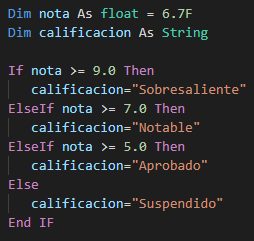 Dim nota As float = 6.7F
Dim calificacion As String
If nota >= 9.0 Then
calificacion="Sobresaliente"
ElseIf nota >= 7.0 Then
calificacion="Notable"
ElseIf nota >= 5.0 Then
calificacion="Aprobado"
Else
calificacion="Suspendido"
End IF